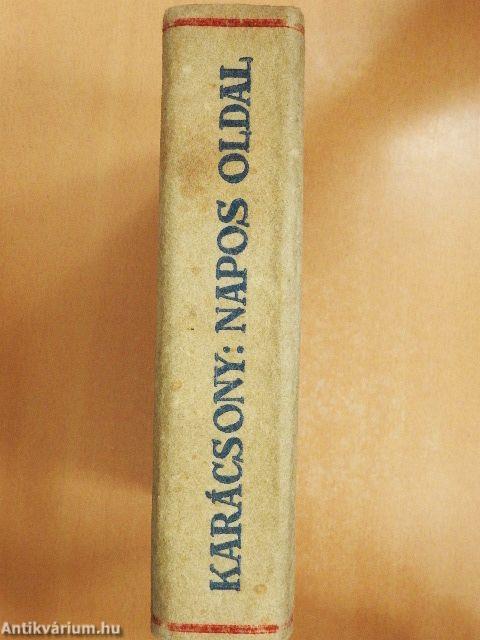 KARÁCSONY: NAPOS OLDAL
Antikvárium.hu